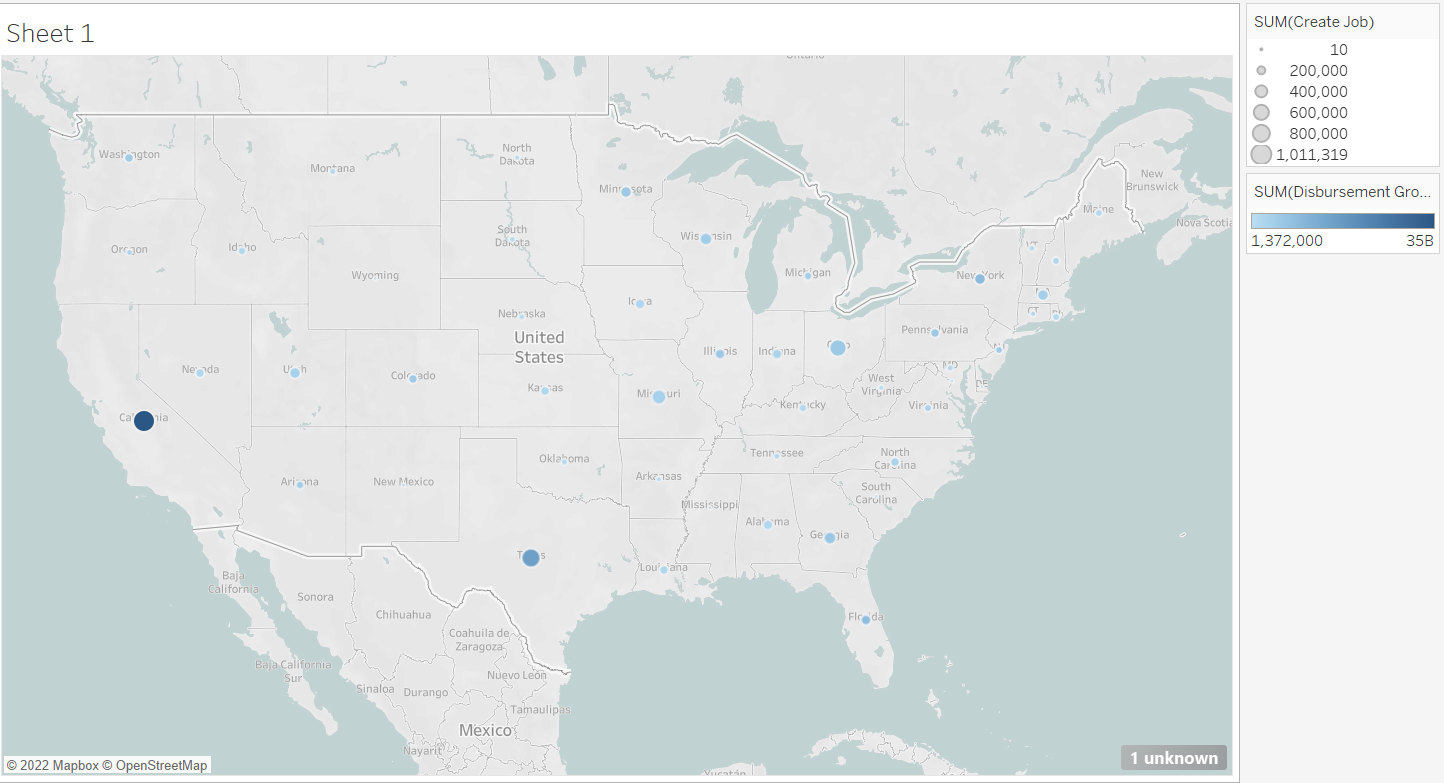 Sheet 1
Ontario
Washington
Montana
North
Dakota
Minnesota
New
Brunswick
Maine
Nova Scotia
Oregon
Idaho
South
Dakota
Wisconsin
VT
Wyoming
Michigan
New York
Iowa
Nebraska
CT
United
States
Pennsylvania
Nevada
Utah
Colorado
Illinois
Indiana
Kansas
West
Virginia
MD
DE
California
Missouri
Kentucky
Virginia
Oklahoma
Tennessee
North
Carolina
Arizona
New Mexico
Arkansas
South
Carolina
Mississippi
Alabama
Georgia
Texas
Louisiana
Baja
California
Sonora
Chihuahua
Florida
Coahuila de
Zaragoza
Baja California
Sur
Nuevo León
Sinaloa
Durango
Tamaulipas
Mexico
Nayarit
Yucatán
© 2022 Mapbox © OpenStreetMap
1 unknown
SUM(Create Job)
10
200,000
400,000
600,000
800,000
1,011,319
SUM(Disbursement Gro...
1,372,000 35B